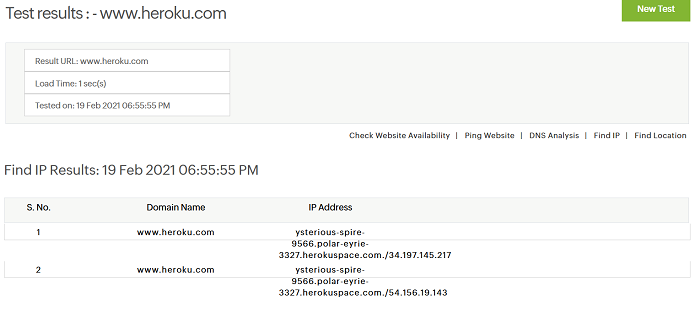 Test results : - www.heroku.com
New Test
Result URL: www.heroku.com
Load Time: 1 sec(s)
Tested on: 19 Feb 2021 06:55:55 PM
Check Website Availability | Ping Website | DNS Analysis | Find IP | Find Location
Find IP Results: 19 Feb 2021 06:55:55 PM
S. No. Domain Name IP Address
1 www.heroku.com ysterious-spire-
9566.polar-eyrie-
3327.herokuspace.com./34.197.145.217
2 www.heroku.com ysterious-spire-
9566.polar-eyrie-
3327.herokuspace.com./54.156.19.143